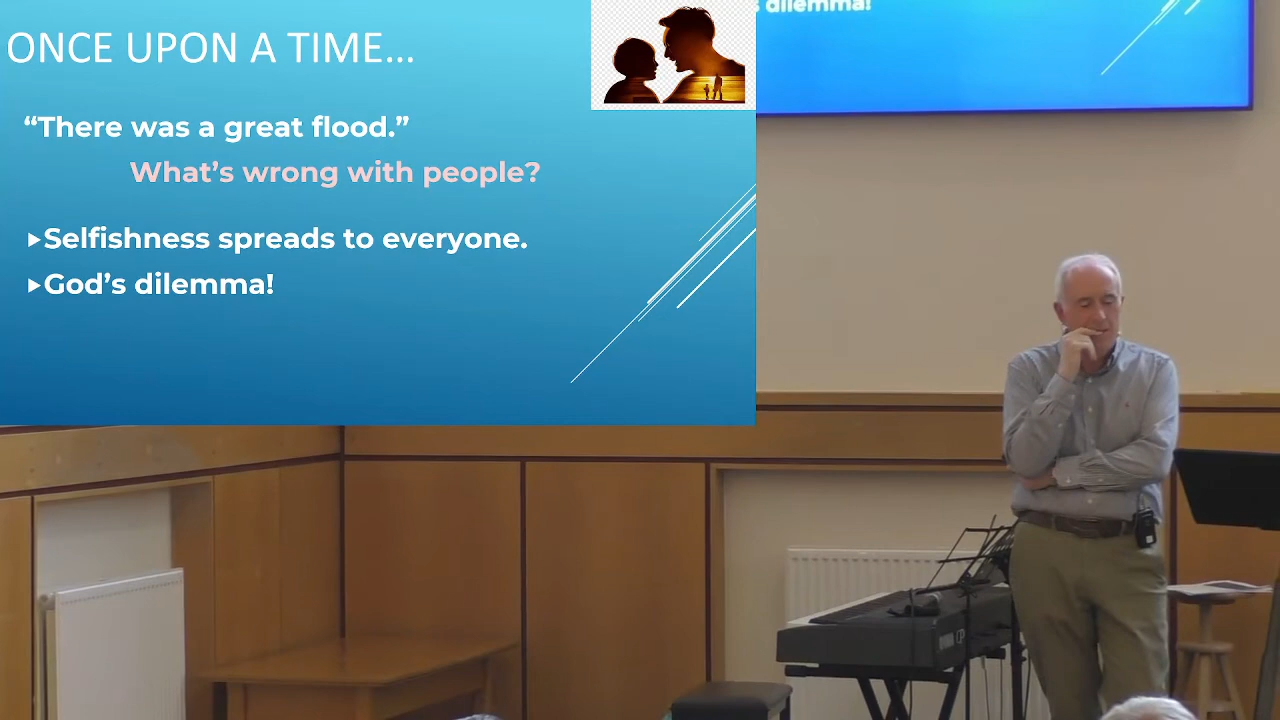 ONCE UPON A TIME...
“There was a great flood.”
What’s wrong with people?
▸Selfishness spreads to everyone.
▸God’s dilemma!
dilemma!